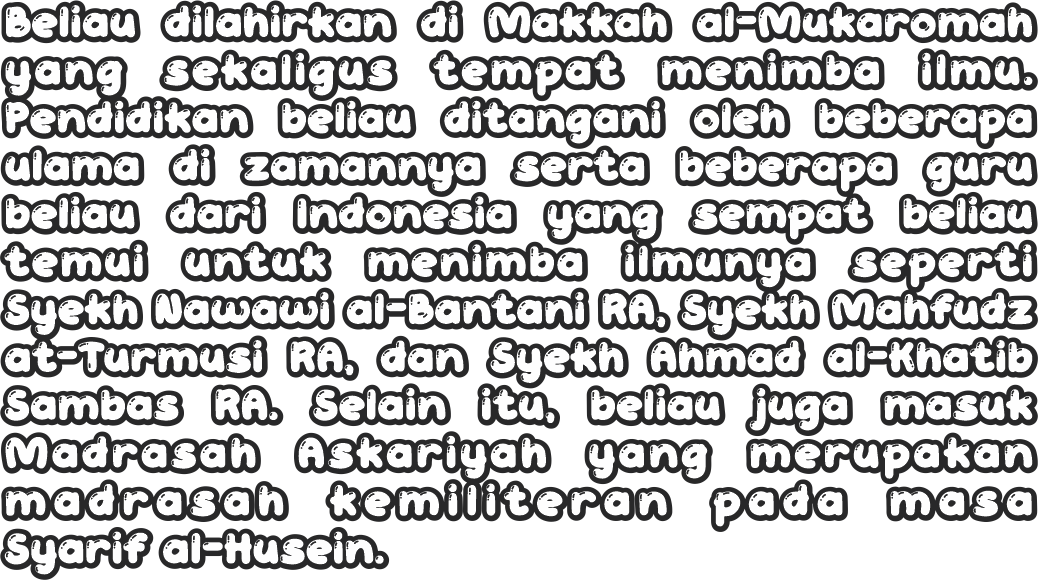 Beliau dilahirkan di Makkah al-Mukaromah
yang sekaligus tempat menimba ilmu.
Pendidikan beliau ditangani oleh beberapa
ulama di zamannya serta beberapa guru
beliau dari Indonesia yang sempat beliau
temui untuk menimba ilmunya seperti
Syekh Nawawi al-Bantani RA, Syekh Mahfudz
at-Turmusi RA, dan Syekh Ahmad al-Khatib
Sambas RA. Selain itu, beliau juga masuk
Madrasah Askariyah yang merupakan
madrasah kemiliteran pada masa
Syarif al-Husein.